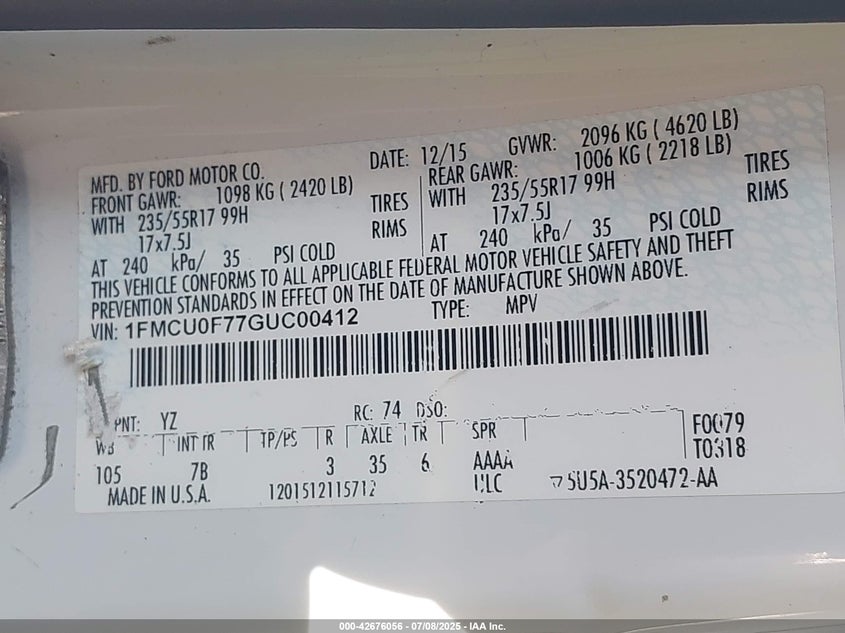 MFD. BY FORD MOTOR CO.
DATE: 12/15 GVWR: 2096 KG ( 4620 LB)
FRONT GAWR: 1098 KG ( 2420 LB)
WITH 235/55R17 99H TIRES
17x7.5J RIMS
AT 240 kPa/ 35 PSI COLD
REAR GAWR: 1006 KG ( 2218 LB)
WITH 235/55R17 99H TIRES
17x7.5J RIMS
AT 240 kPa/ 35 PSI COLD
THIS VEHICLE CONFORMS TO ALL APPLICABLE FEDERAL MOTOR VEHICLE SAFETY AND THEFT
PREVENTION STANDARDS IN EFFECT ON THE DATE OF MANUFACTURE SHOWN ABOVE.
VIN: 1FMCU0F77GUC00412 TYPE: MPV
PNT: YZ RC: 74 DSO:
WB INT TR TP/PS R AXLE TR SPR F0079
105 7B 3 35 6 AAAA T0318
MADE IN U.S.A. 1201512115712 5U5A-3520472-AA
000-42676056 - 07/08/2025 - IAA Inc.